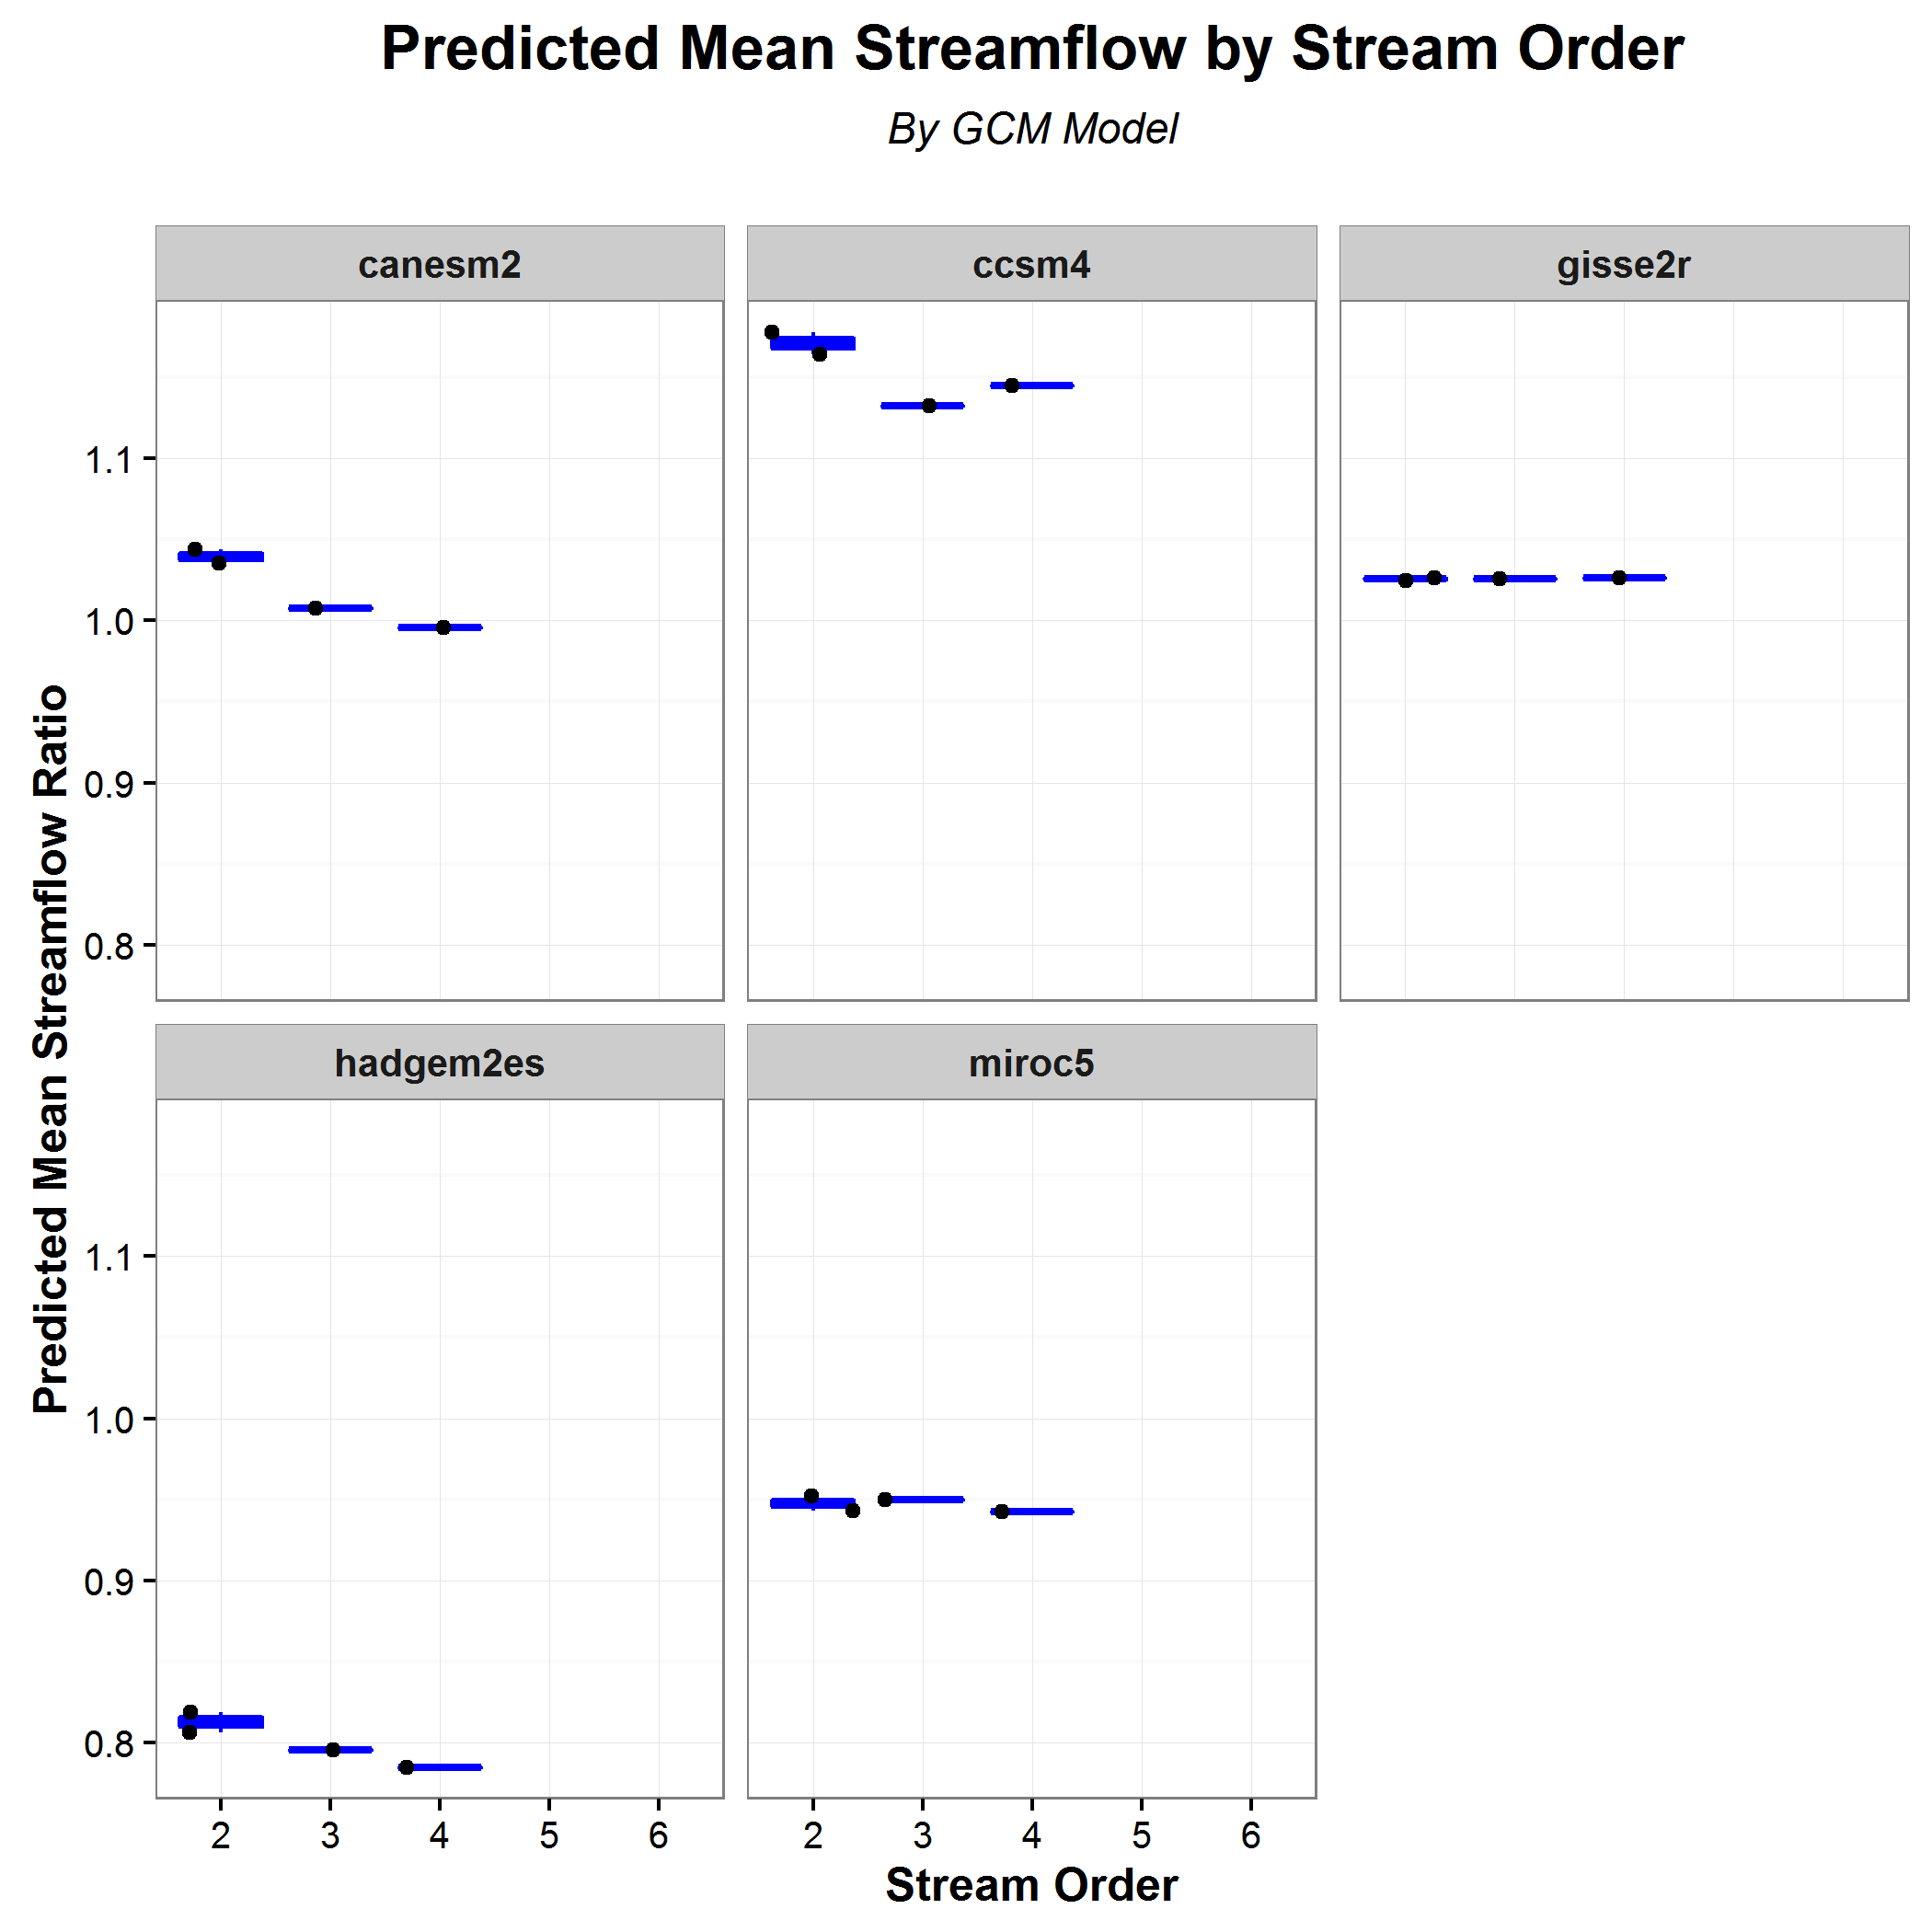 Predicted Mean Streamflow by Stream Order
By GCM Model
canesm2
ccsm4
gisse2r
1.1
1.0
0.9
0.8
Predicted Mean Streamflow Ratio
hadgem2es
miroc5
1.1
1.0
0.9
0.8
2 3 4 5 6
2 3 4 5 6
Stream Order